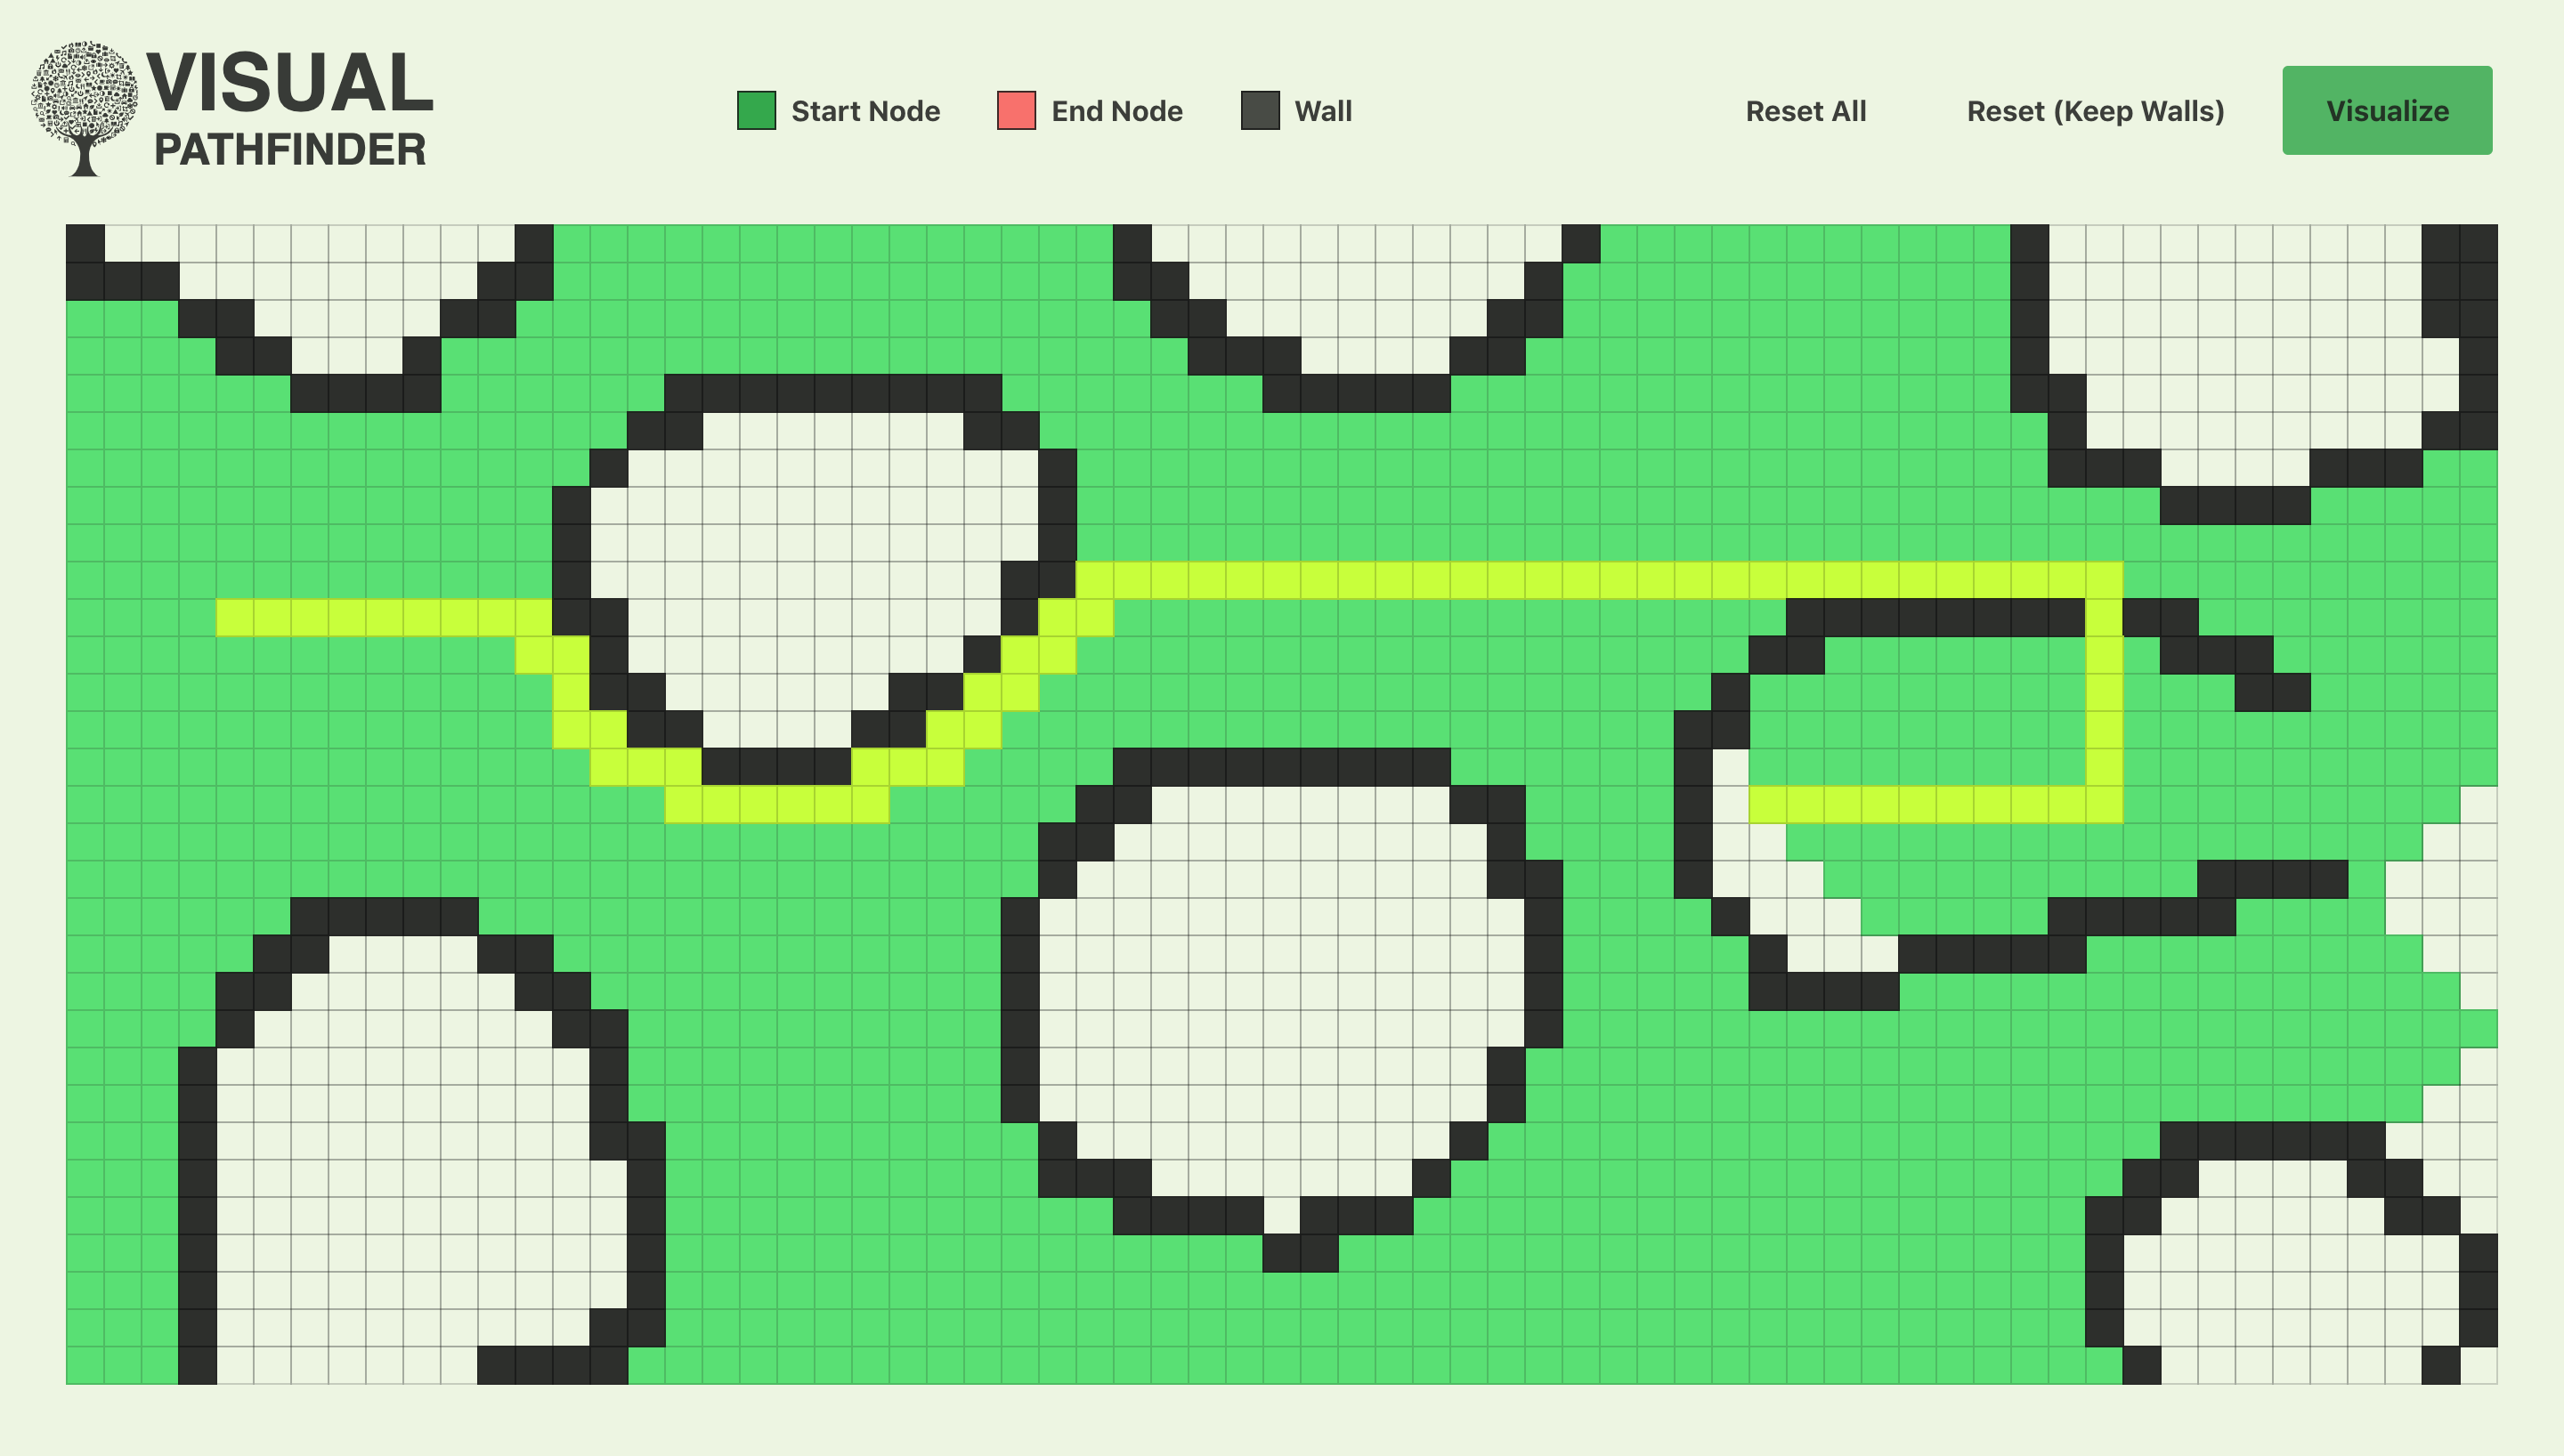 VISUAL
PATHFINDER
Start Node
End Node
Wall
Reset All
Reset (Keep Walls)
Visualize